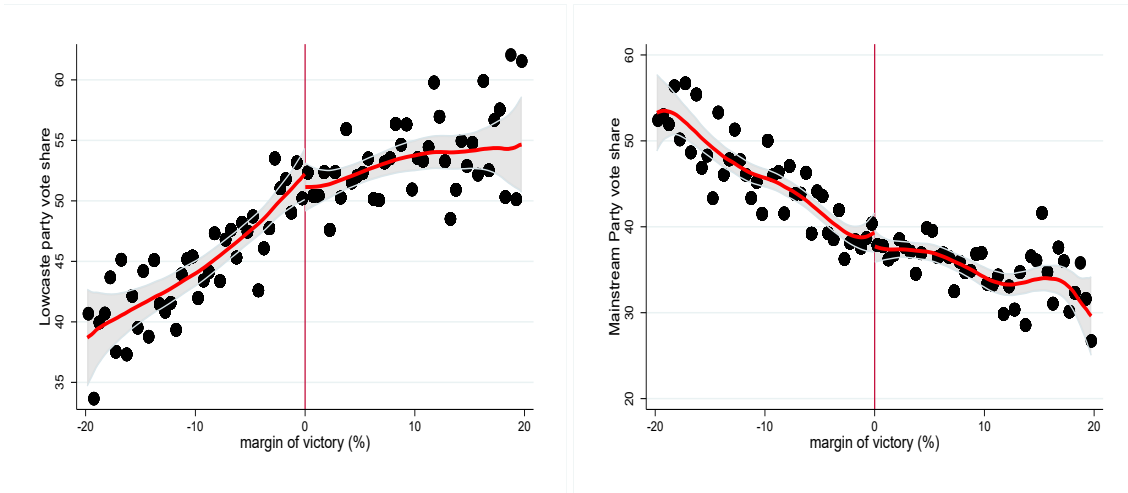 Lowcaste party vote share
60
55
50
45
40
35
-20 -10 0 10 20
margin of victory (%)
Mainstream Party vote share
60
50
40
30
20
-20 -10 0 10 20
margin of victory (%)